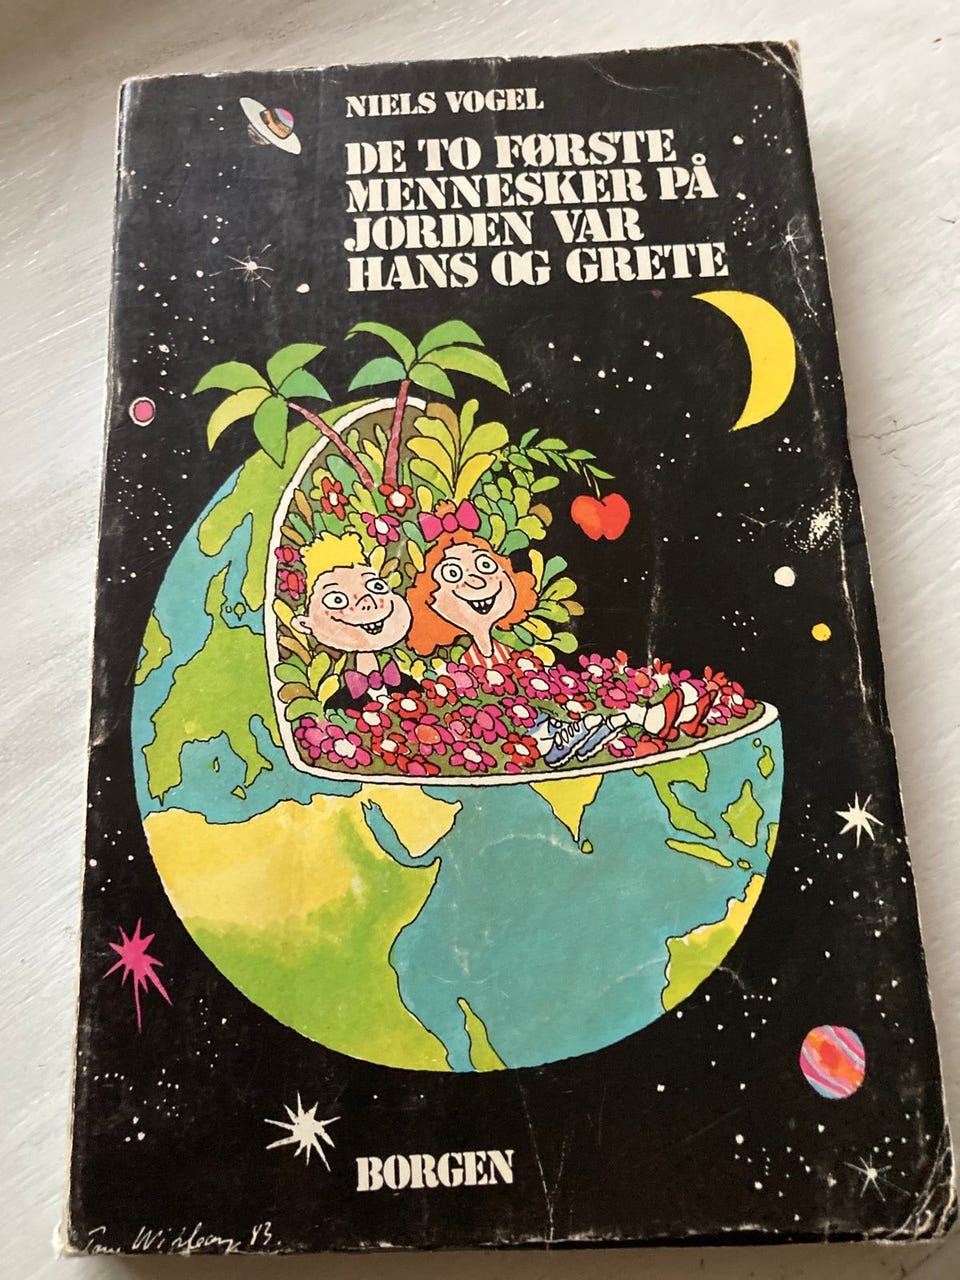 NIELS VOGEL
DE TO FØRSTE
MENNESKER PÅ
JORDEN VAR
HANS OG GRETE
BORGEN